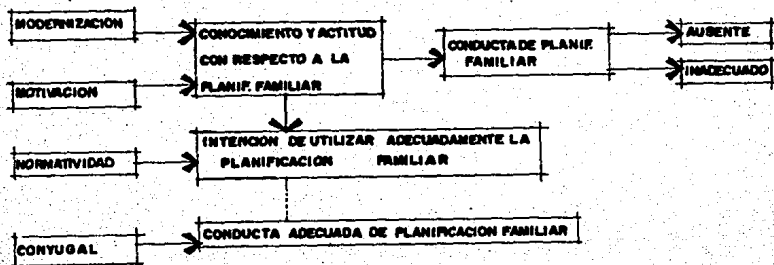 MODERNIZACIÓN
CONOCIMIENTO Y ACTITUD
CON RESPECTO A LA
PLANIF. FAMILIAR
CONDUCTA DE PLANIF.
FAMILIAR
AUSENTE
INADECUADO
MOTIVACION
INTENCION DE UTILIZAR ADECUADAMENTE LA
PLANIFICACION FAMILIAR
NORMATIVIDAD
CONDUCTA ADECUADA DE PLANIFICACION FAMILIAR
CONYUGAL